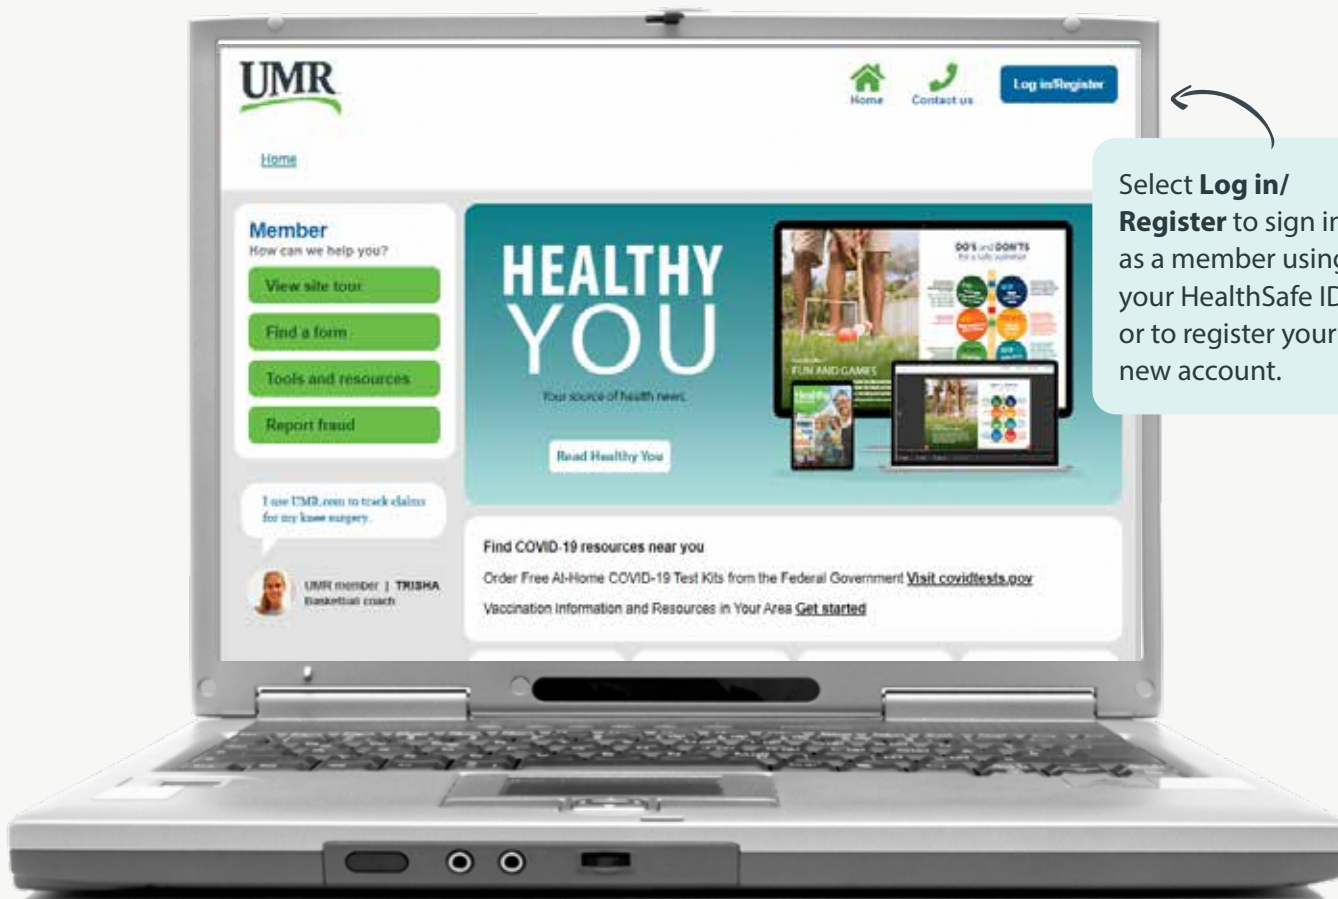 UMR
Home
Contact us
Log in/Register
Home
Member
How can we help you?
View site tour
Find a form
Tools and resources
Report fraud
I use UMR.com to track claims
for my knee surgery.
UMR member | TRISHA
Basketball coach
HEALTHY
YOU
Your source of health news.
Read Healthy You
DO'S and DON'TS
for a safe summer
FUN AND GAMES
Healthy
Find COVID-19 resources near you
Order Free At-Home COVID-19 Test Kits from the Federal Government Visit covidtests.gov
Vaccination Information and Resources in Your Area Get started
Select Log in/
Register to sign in
as a member using
your HealthSafe ID
or to register your
new account.